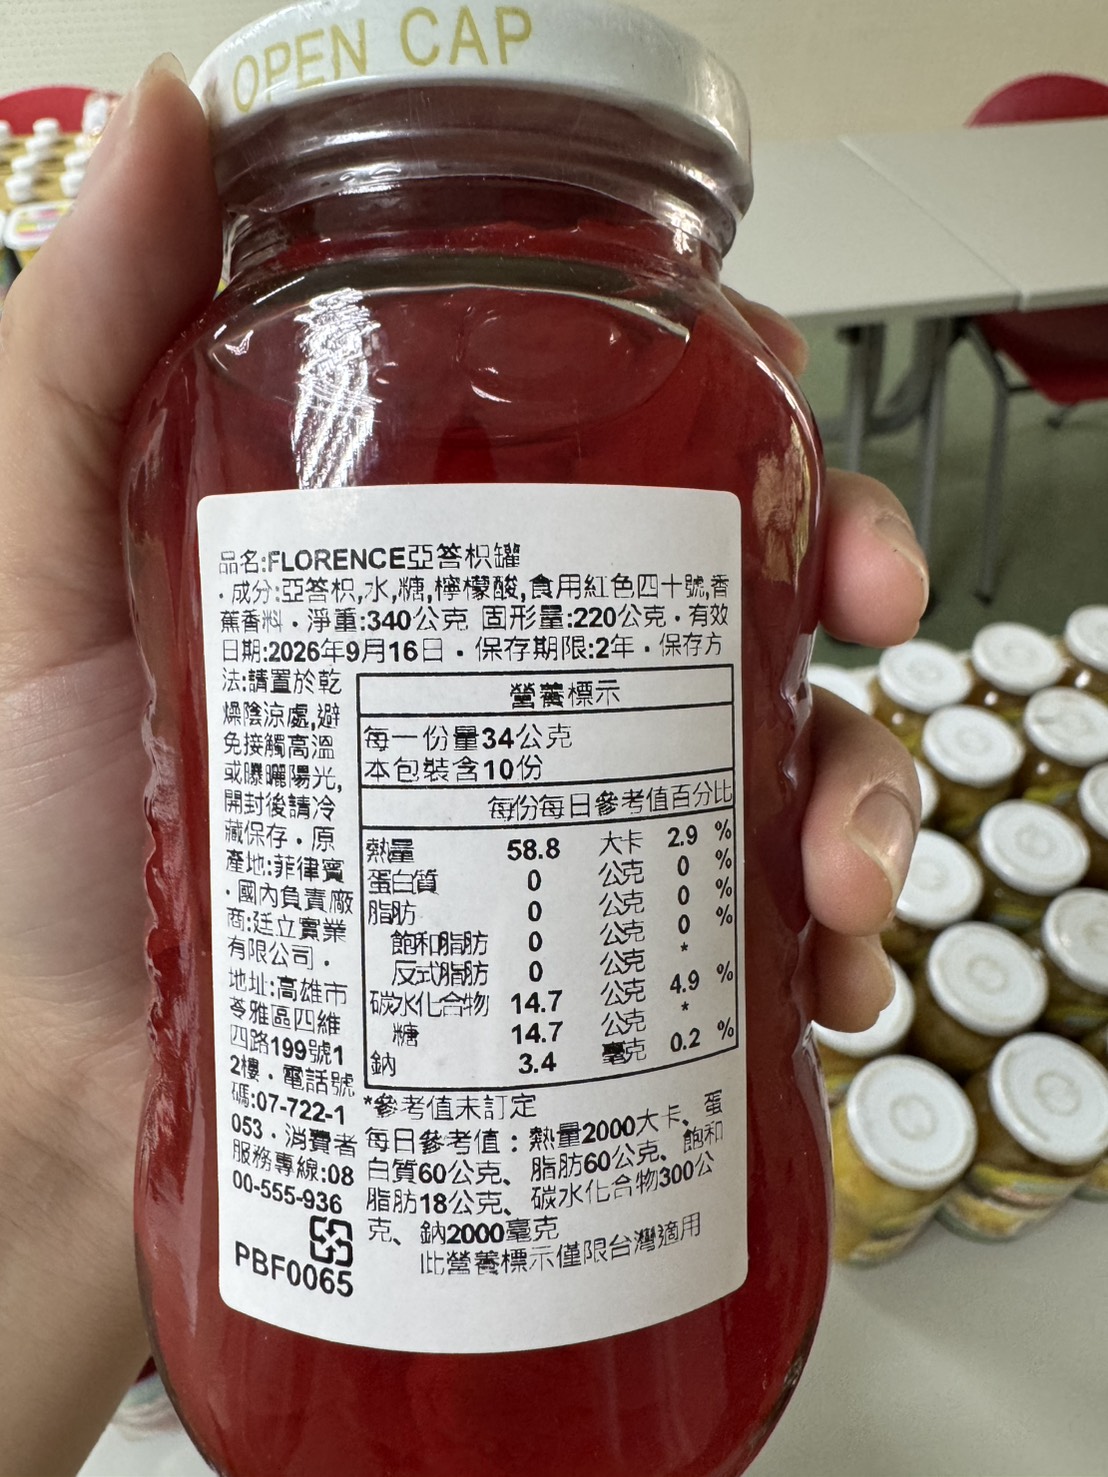 OPEN CAP
品名:FLORENCE亞答枳罐
.成分:亞答枳,水,糖,檸檬酸,食用紅色四十號,香
蕉香料.淨重:340公克 固形量:220公克.有效
日期:2026年9月16日.保存期限:2年.保存方
法:請置於乾
燥陰涼處,避
免接觸高溫
或曝曬陽光,
開封後請冷
藏保存.原
產地:菲律賓
.國內負責廠
商:廷立實業
有限公司.
地址:高雄市
苓雅區四維
四路199號1
2樓.電話號
碼:07-722-1
053.消費者
服務專線:08
00-555-936
PBF0065
營養標示
每一份量34公克
本包裝含10份
每份每日參考值百分比
熱量 58.8 大卡 2.9 %
蛋白質 0 公克 0 %
脂肪 0 公克 0 %
飽和脂肪 0 公克 0 %
反式脂肪 0 公克 *
碳水化合物 14.7 公克 4.9 %
糖 14.7 公克 *
鈉 3.4 毫克 0.2 %
*參考值未訂定
每日參考值：熱量2000大卡、蛋
白質60公克、脂肪60公克、飽和
脂肪18公克、碳水化合物300公
克、鈉2000毫克
此營養標示僅限台灣適用